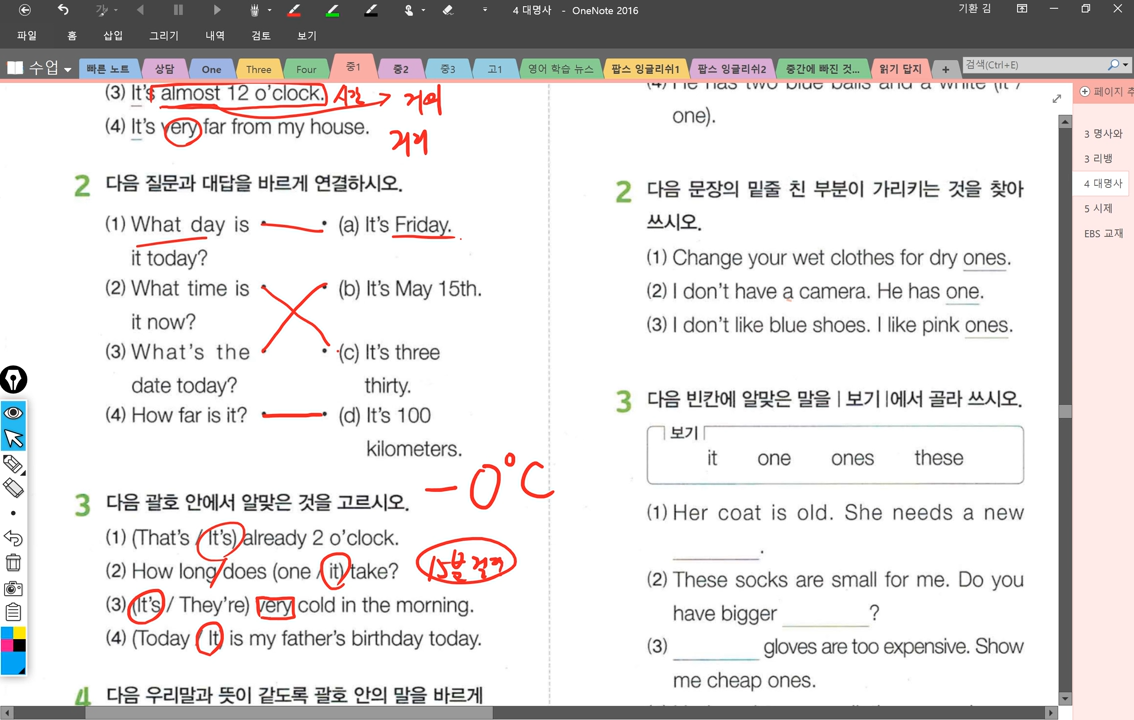 4 대명사 - OneNote 2016
기환 김
파일 홈 삽입 그리기 내역 검토 보기
수업 빠른 노트 상담 One Three Four 중1 중2 중3 고1 영어 학습 뉴스 팝스 잉글리쉬1 팝스 잉글리쉬2 중간에 빠진 것... 읽기 답지 + 검색(Ctrl+E)
페이지 추
3 명사와
3 리뱅
4 대명사
5 시제
EBS 교재
(3) It's almost 12 o'clock. 시간 거의
(4) It's very far from my house.
거리
2 다음 질문과 대답을 바르게 연결하시오.
(1) What day is (a) It's Friday.
it today?
(2) What time is (b) It's May 15th.
it now?
(3) What's the (c) It's three
date today? thirty.
(4) How far is it? (d) It's 100
kilometers.
-0°C
3 다음 괄호 안에서 알맞은 것을 고르시오.
(1) (That's / It's) already 2 o'clock.
(2) How long does (one / it) take? 15분 걸려
(3) (It's / They're) very cold in the morning.
(4) (Today / It) is my father's birthday today.
4 다음 우리말과 뜻이 같도록 괄호 안의 말을 바르게
(4) He has two blue balls and a white (it /
one).
2 다음 문장의 밑줄 친 부분이 가리키는 것을 찾아
쓰시오.
(1) Change your wet clothes for dry ones.
(2) I don't have a camera. He has one.
(3) I don't like blue shoes. I like pink ones.
3 다음 빈칸에 알맞은 말을 |보기|에서 골라 쓰시오.
보기
it one ones these
(1) Her coat is old. She needs a new
________.
(2) These socks are small for me. Do you
have bigger ________?
(3) ________ gloves are too expensive. Show
me cheap ones.